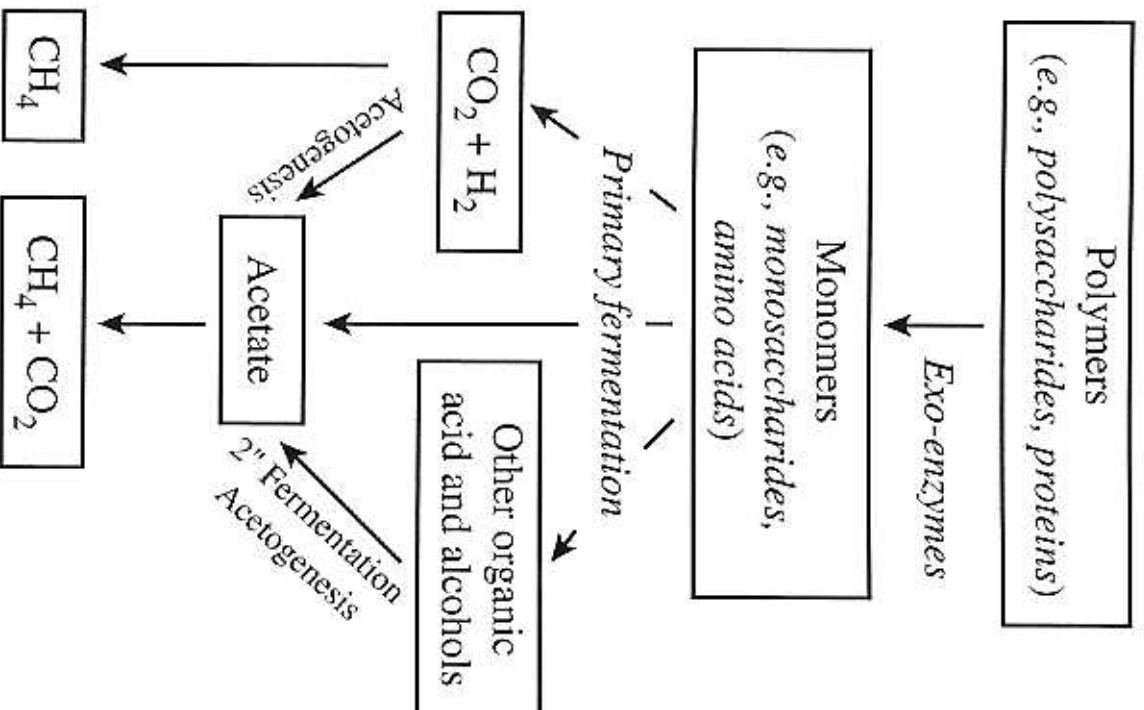 Polymers
(e.g., polysaccharides, proteins)
Exo-enzymes
Monomers
(e.g., monosaccharides,
amino acids)
Primary fermentation
CO₂ + H₂
Other organic
acid and alcohols
Acetogenesis
Acetate
2" Fermentation
Acetogenesis
CH₄
CH₄ + CO₂